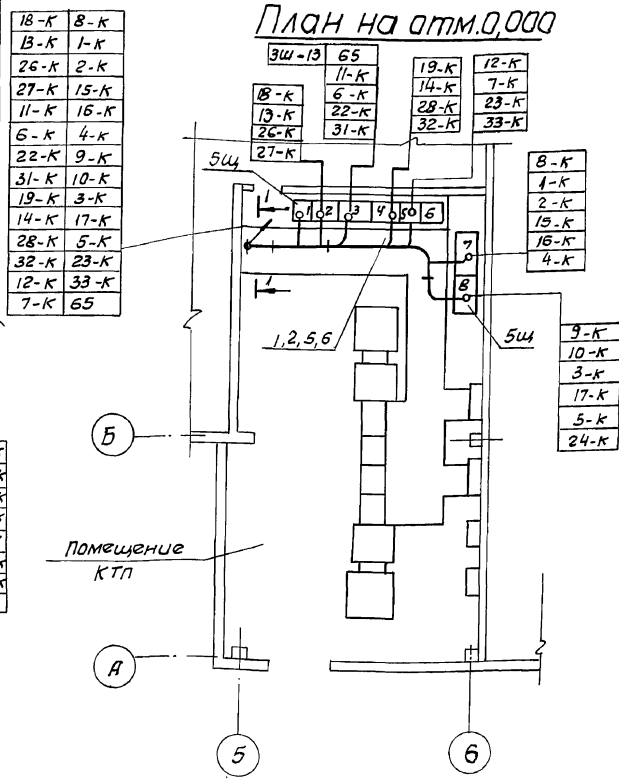 План на отм.0,000
18-к 8-к
13-к 1-к
26-к 2-к
27-к 15-к
11-к 16-к
6-к 4-к
22-к 9-к
31-к 10-к
19-к 3-к
14-к 17-к
28-к 5-к
32-к 23-к
12-к 33-к
7-к 65
18-к
13-к
26-к
27-к
ЗШ-13 65
11-к
6-к
22-к
31-к
19-к
14-к
28-к
32-к
12-к
7-к
23-к
33-к
5Щ
1
1 2 3 4 5 6
7
8
1
8-к
1-к
2-к
15-к
16-к
4-к
1,2,5,6
5Щ
9-к
10-к
3-к
17-к
5-к
24-к
Б
Помещение
КТП
А
5
6